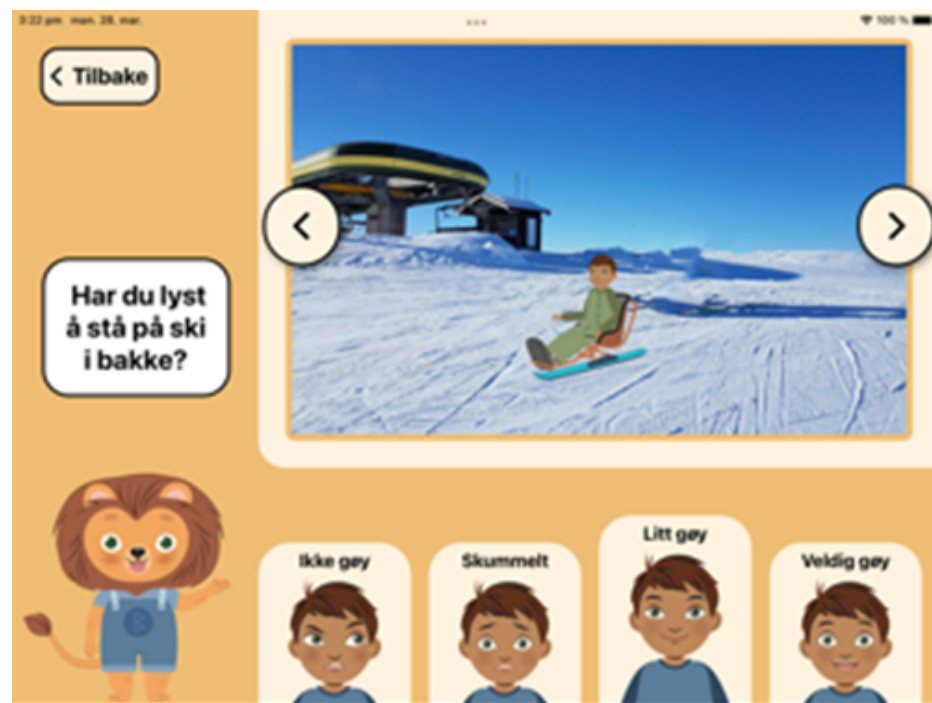 3:22 pm man. 28. mar.
100 %
Tilbake
Har du lyst
å stå på ski
i bakke?
Ikke gøy
Skummelt
Litt gøy
Veldig gøy